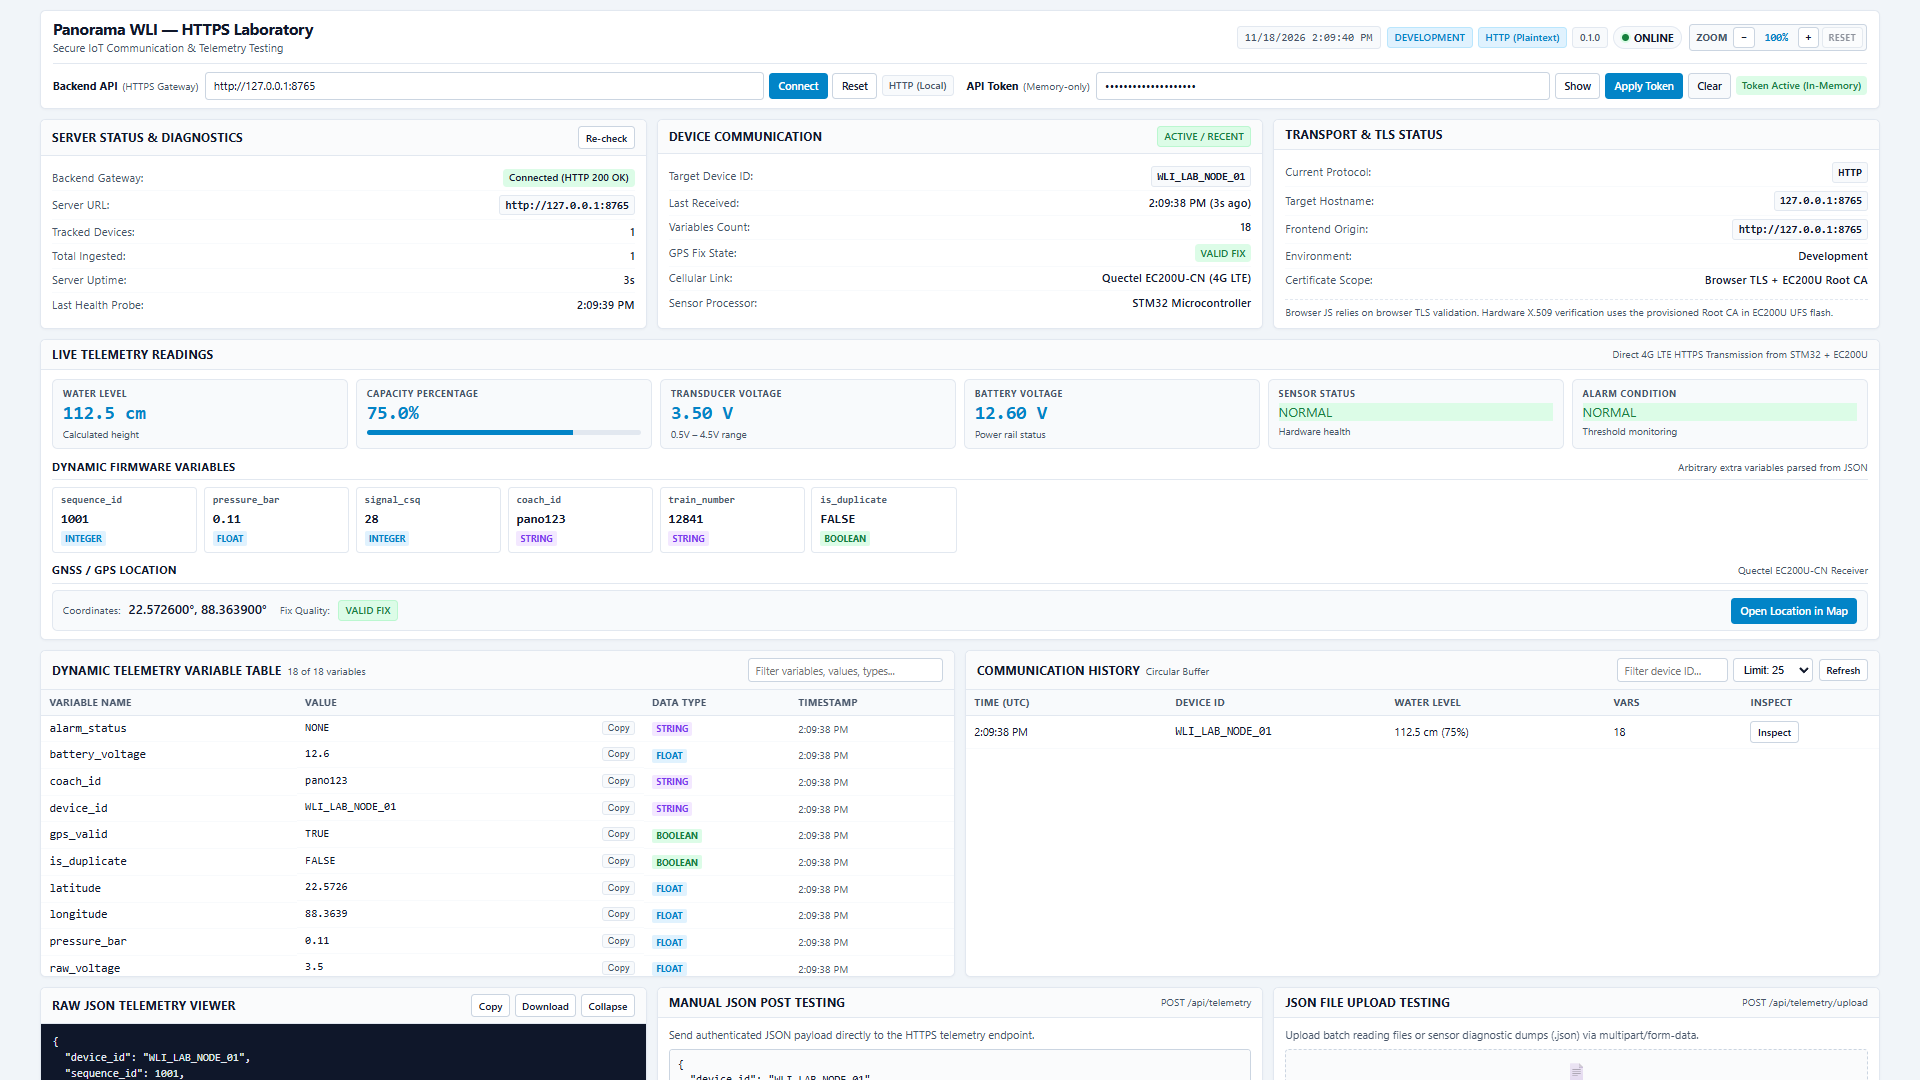 Panorama WLI — HTTPS Laboratory
Secure IoT Communication & Telemetry Testing
11/18/2026 2:09:40 PM DEVELOPMENT HTTP (Plaintext) 0.1.0 ONLINE ZOOM − 100% + RESET
Backend API (HTTPS Gateway) http://127.0.0.1:8765 Connect Reset HTTP (Local) API Token (Memory-only) ••••••••••••••••••• Show Apply Token Clear Token Active (In-Memory)
SERVER STATUS & DIAGNOSTICS Re-check
Backend Gateway: Connected (HTTP 200 OK)
Server URL: http://127.0.0.1:8765
Tracked Devices: 1
Total Ingested: 1
Server Uptime: 3s
Last Health Probe: 2:09:39 PM
DEVICE COMMUNICATION ACTIVE / RECENT
Target Device ID: WLI_LAB_NODE_01
Last Received: 2:09:38 PM (3s ago)
Variables Count: 18
GPS Fix State: VALID FIX
Cellular Link: Quectel EC200U-CN (4G LTE)
Sensor Processor: STM32 Microcontroller
TRANSPORT & TLS STATUS
Current Protocol: HTTP
Target Hostname: 127.0.0.1:8765
Frontend Origin: http://127.0.0.1:8765
Environment: Development
Certificate Scope: Browser TLS + EC200U Root CA
Browser JS relies on browser TLS validation. Hardware X.509 verification uses the provisioned Root CA in EC200U UFS flash.
LIVE TELEMETRY READINGS Direct 4G LTE HTTPS Transmission from STM32 + EC200U
WATER LEVEL
112.5 cm
Calculated height
CAPACITY PERCENTAGE
75.0%
TRANSDUCER VOLTAGE
3.50 V
0.5V – 4.5V range
BATTERY VOLTAGE
12.60 V
Power rail status
SENSOR STATUS
NORMAL
Hardware health
ALARM CONDITION
NORMAL
Threshold monitoring
DYNAMIC FIRMWARE VARIABLES Arbitrary extra variables parsed from JSON
sequence_id
1001
INTEGER
pressure_bar
0.11
FLOAT
signal_csq
28
INTEGER
coach_id
pano123
STRING
train_number
12841
STRING
is_duplicate
FALSE
BOOLEAN
GNSS / GPS LOCATION Quectel EC200U-CN Receiver
Coordinates: 22.572600°, 88.363900° Fix Quality: VALID FIX Open Location in Map
DYNAMIC TELEMETRY VARIABLE TABLE 18 of 18 variables Filter variables, values, types...
VARIABLE NAME VALUE DATA TYPE TIMESTAMP
alarm_status NONE Copy STRING 2:09:38 PM
battery_voltage 12.6 Copy FLOAT 2:09:38 PM
coach_id pano123 Copy STRING 2:09:38 PM
device_id WLI_LAB_NODE_01 Copy STRING 2:09:38 PM
gps_valid TRUE Copy BOOLEAN 2:09:38 PM
is_duplicate FALSE Copy BOOLEAN 2:09:38 PM
latitude 22.5726 Copy FLOAT 2:09:38 PM
longitude 88.3639 Copy FLOAT 2:09:38 PM
pressure_bar 0.11 Copy FLOAT 2:09:38 PM
raw_voltage 3.5 Copy FLOAT 2:09:38 PM
COMMUNICATION HISTORY Circular Buffer Filter device ID... Limit: 25 Refresh
TIME (UTC) DEVICE ID WATER LEVEL VARS INSPECT
2:09:38 PM WLI_LAB_NODE_01 112.5 cm (75%) 18 Inspect
RAW JSON TELEMETRY VIEWER Copy Download Collapse
{
"device_id": "WLI_LAB_NODE_01",
"sequence_id": 1001,
MANUAL JSON POST TESTING POST /api/telemetry
Send authenticated JSON payload directly to the HTTPS telemetry endpoint.
{
"device_id": "WLI_LAB_NODE_01"
JSON FILE UPLOAD TESTING POST /api/telemetry/upload
Upload batch reading files or sensor diagnostic dumps (.json) via multipart/form-data.